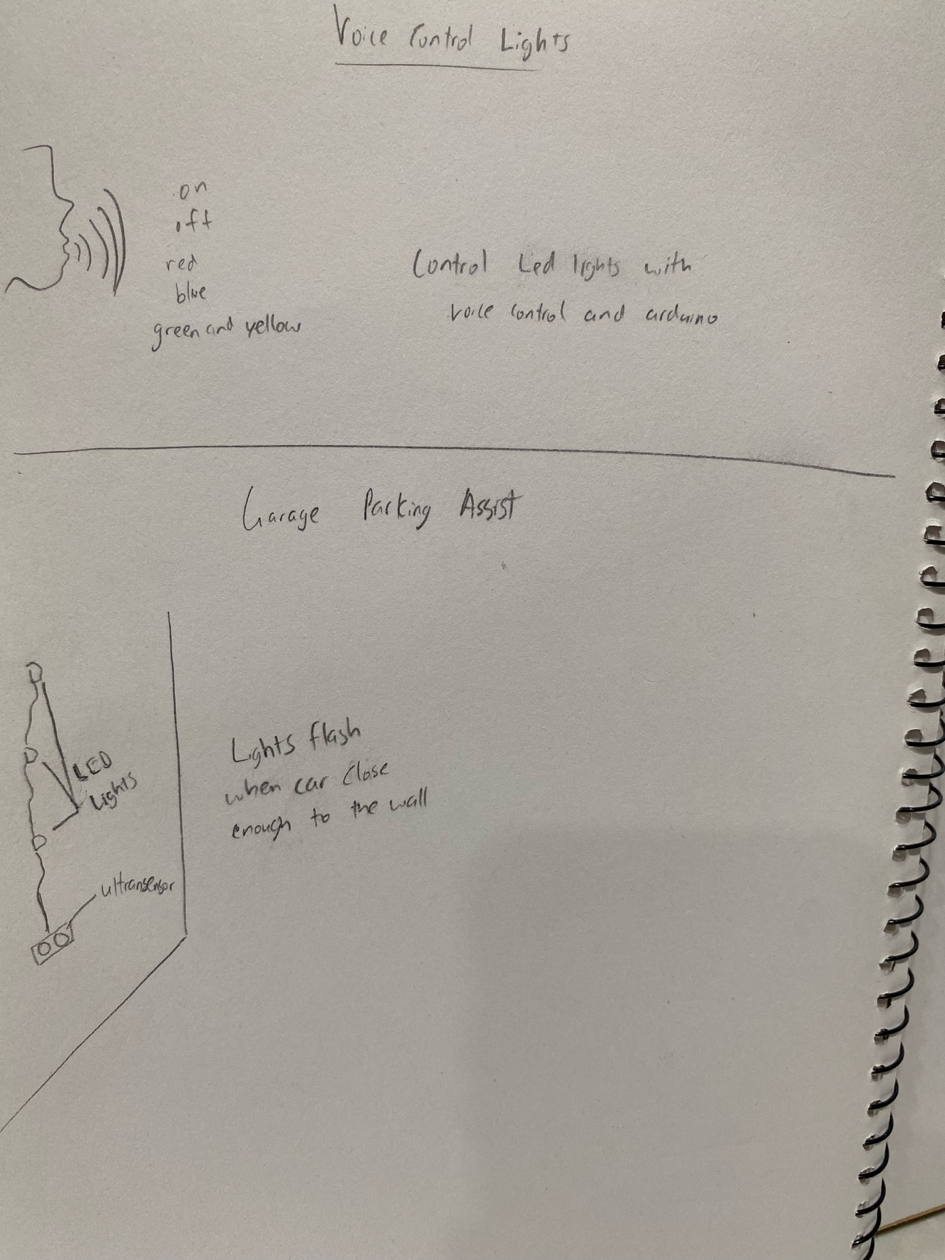 Voice Control Lights
on
off
red
blue
green and yellow
Control Led lights with
voice control and arduino
Garage Parking Assist
LED
Lights
ultransensor
Lights flash
when car close
enough to the wall